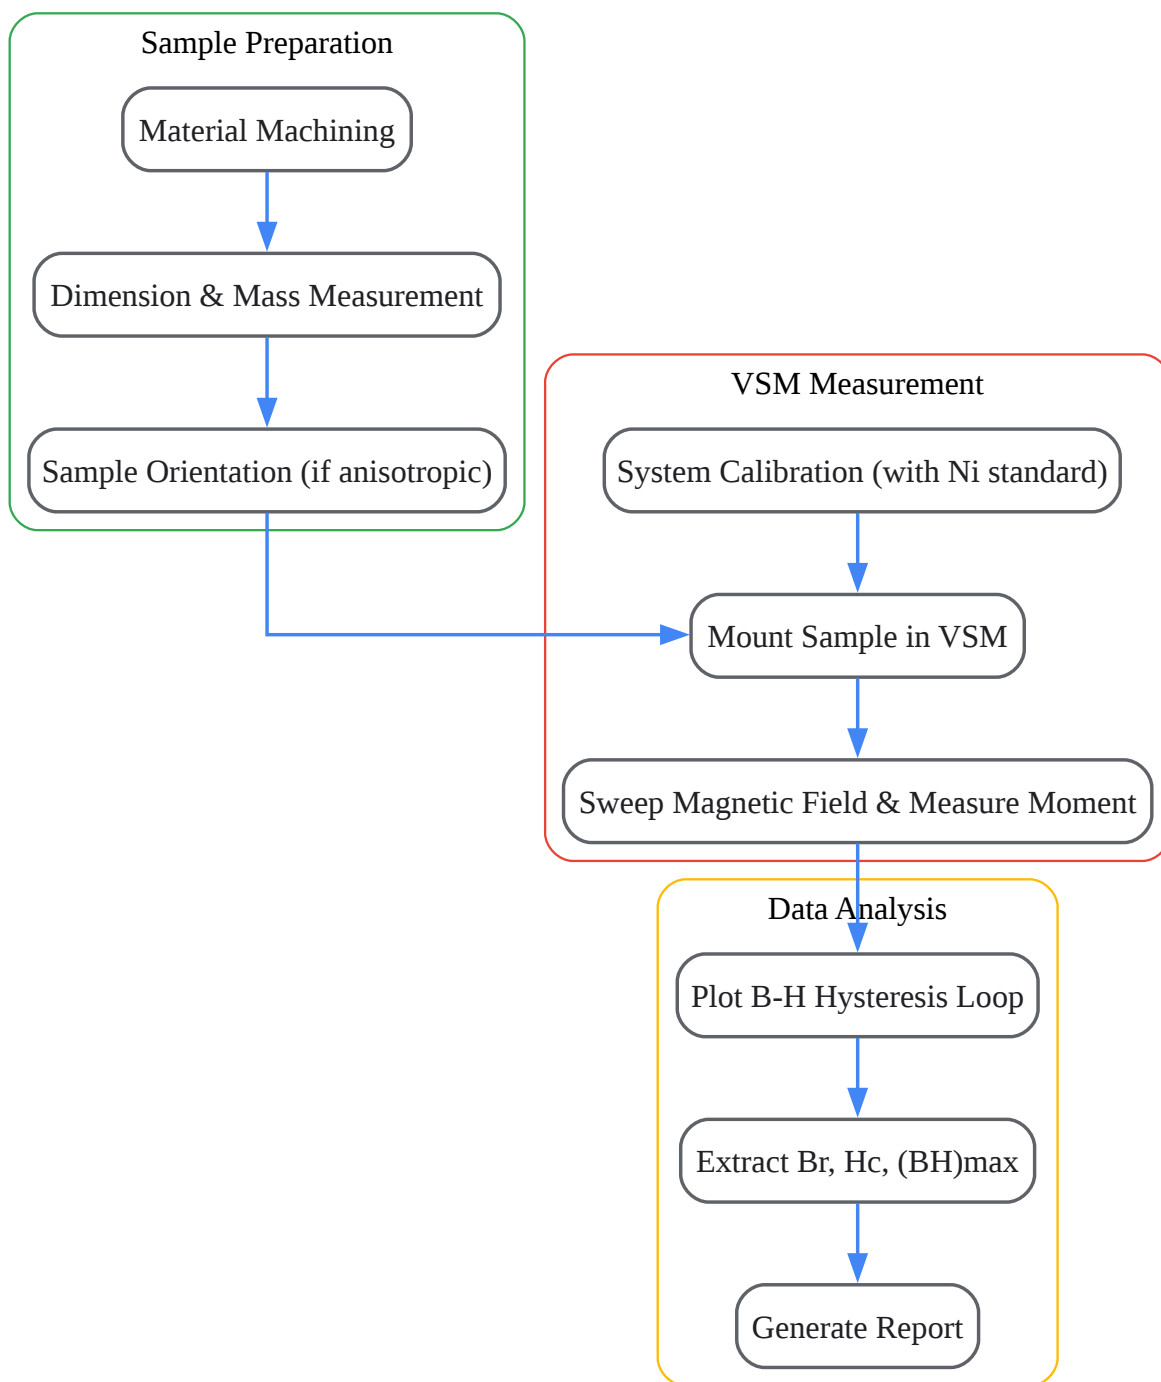 Sample Preparation
Material Machining
Dimension & Mass Measurement
Sample Orientation (if anisotropic)
VSM Measurement
System Calibration (with Ni standard)
Mount Sample in VSM
Sweep Magnetic Field & Measure Moment
Data Analysis
Plot B-H Hysteresis Loop
Extract Br, Hc, (BH)max
Generate Report